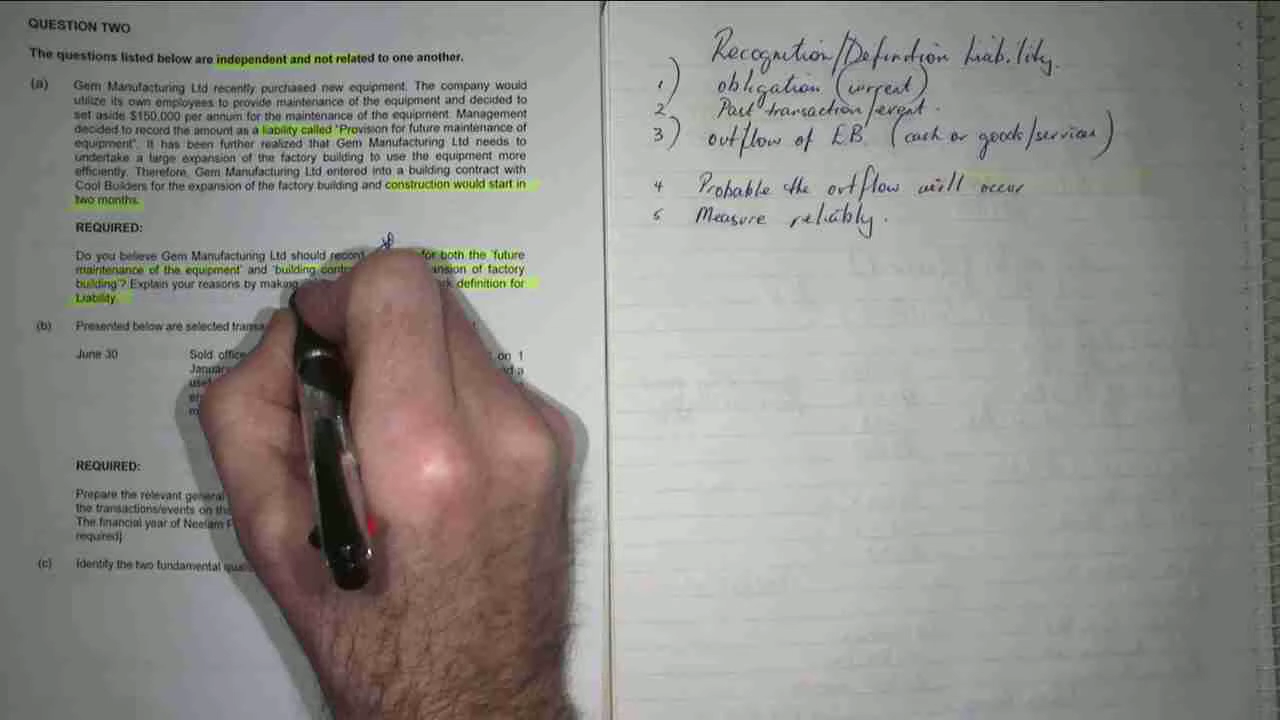 QUESTION TWO
The questions listed below are independent and not related to one another.
(a) Gem Manufacturing Ltd recently purchased new equipment. The company would
utilize its own employees to provide maintenance of the equipment and decided to
set aside $150,000 per annum for the maintenance of the equipment. Management
decided to record the amount as a liability called "Provision for future maintenance of
equipment". It has been further realized that Gem Manufacturing Ltd needs to
undertake a large expansion of the factory building to use the equipment more
efficiently. Therefore, Gem Manufacturing Ltd entered into a building contract with
Cool Builders for the expansion of the factory building and construction would start in
two months.
REQUIRED:
Do you believe Gem Manufacturing Ltd should record for both the 'future
maintenance of the equipment' and 'building of factory
building'? Explain your reasons by making definition for
Liability.
(b) Presented below are selected
June 30 Sold on 1
a
REQUIRED:
Prepare the relevant general
the transactions/events on
The financial year of Neelam
required]
(c) Identify the two fundamental
Recognition/Definition Liability.
1) obligation (current)
2 Past transaction/event.
3) outflow of EB (cash or goods/services)
4 Probable the outflow will occur
5 Measure reliably.